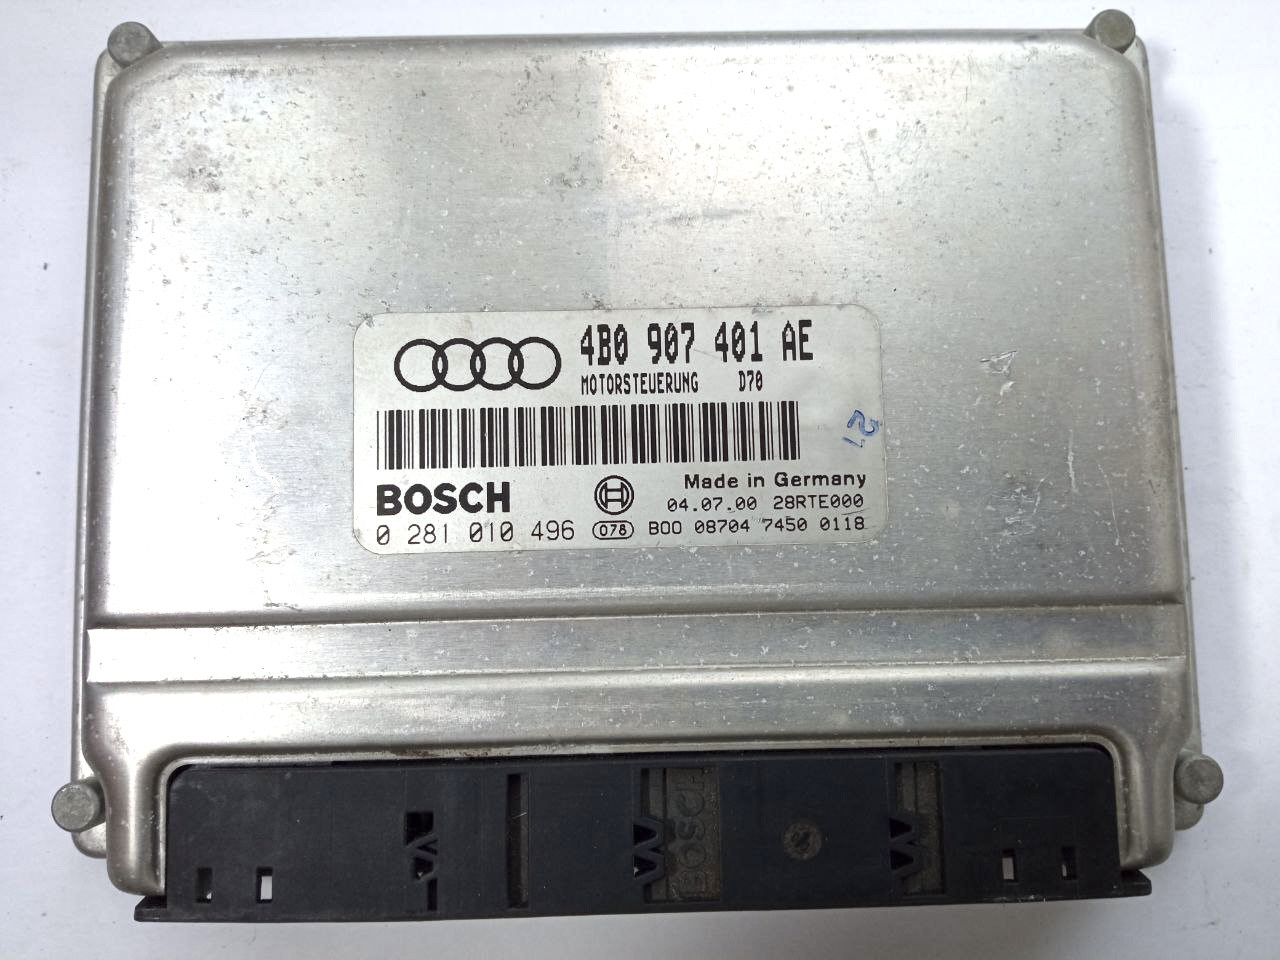 4B0 907 401 AE
MOTORSTEUERUNG D70
BOSCH
Made in Germany
04.07.00 28RTE000
0 281 010 496 078 B00 08704 7450 0118
BOSCH